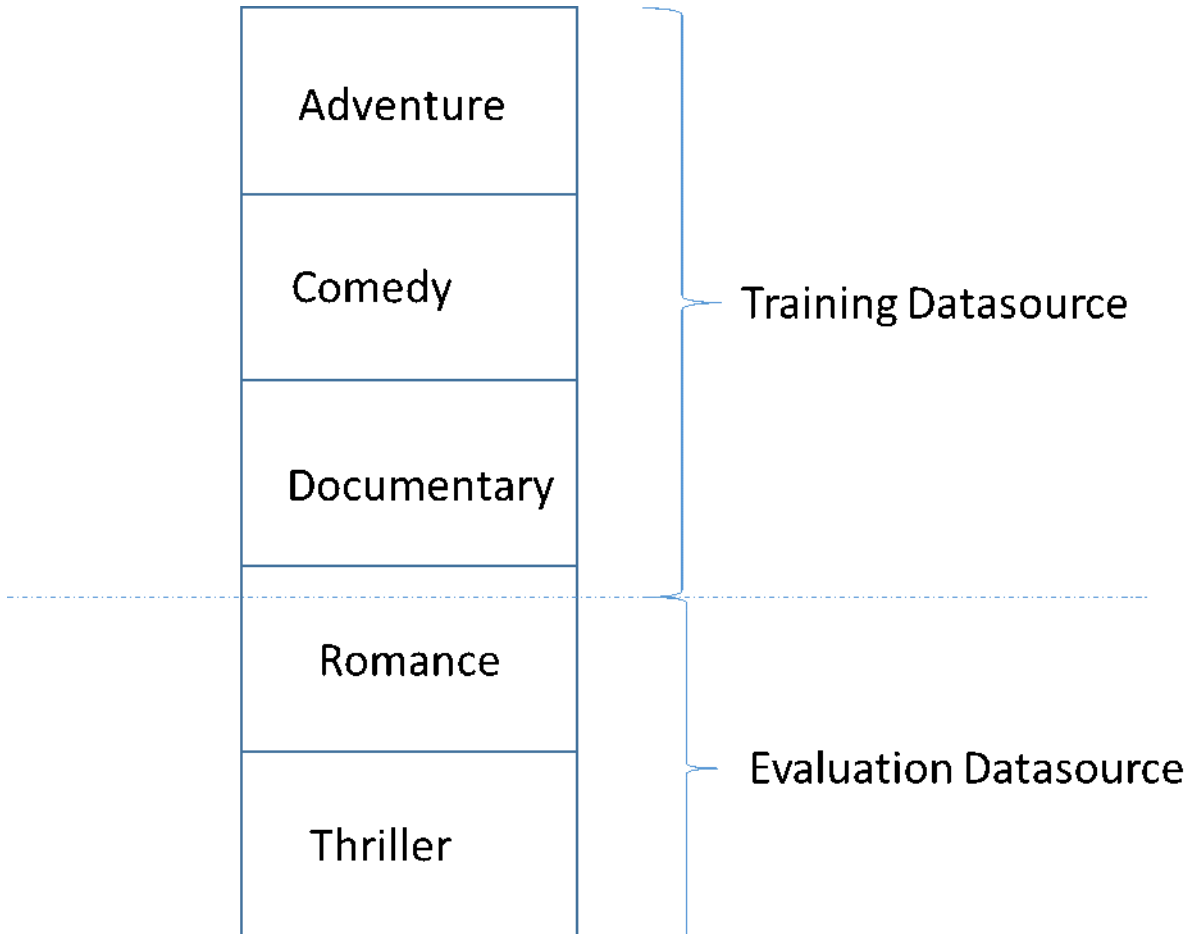 Adventure
Comedy
Training Datasource
Documentary
Romance
Evaluation Datasource
Thriller